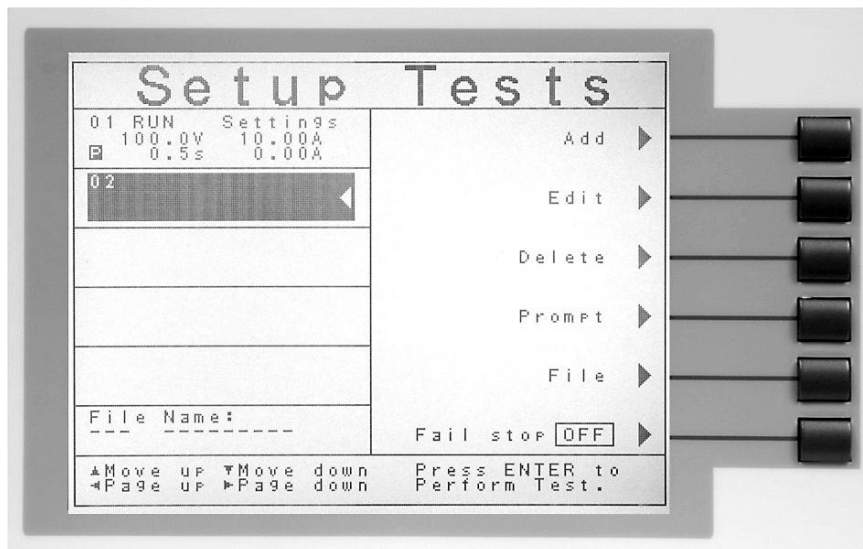 Setup Tests
01 RUN Settings
100.0V 10.00A
P 0.5s 0.00A
02
Add
Edit
Delete
Prompt
File
File Name:
Fail stop OFF
▲Move up ▼Move down
◄Page up ►Page down
Press ENTER to
Perform Test.